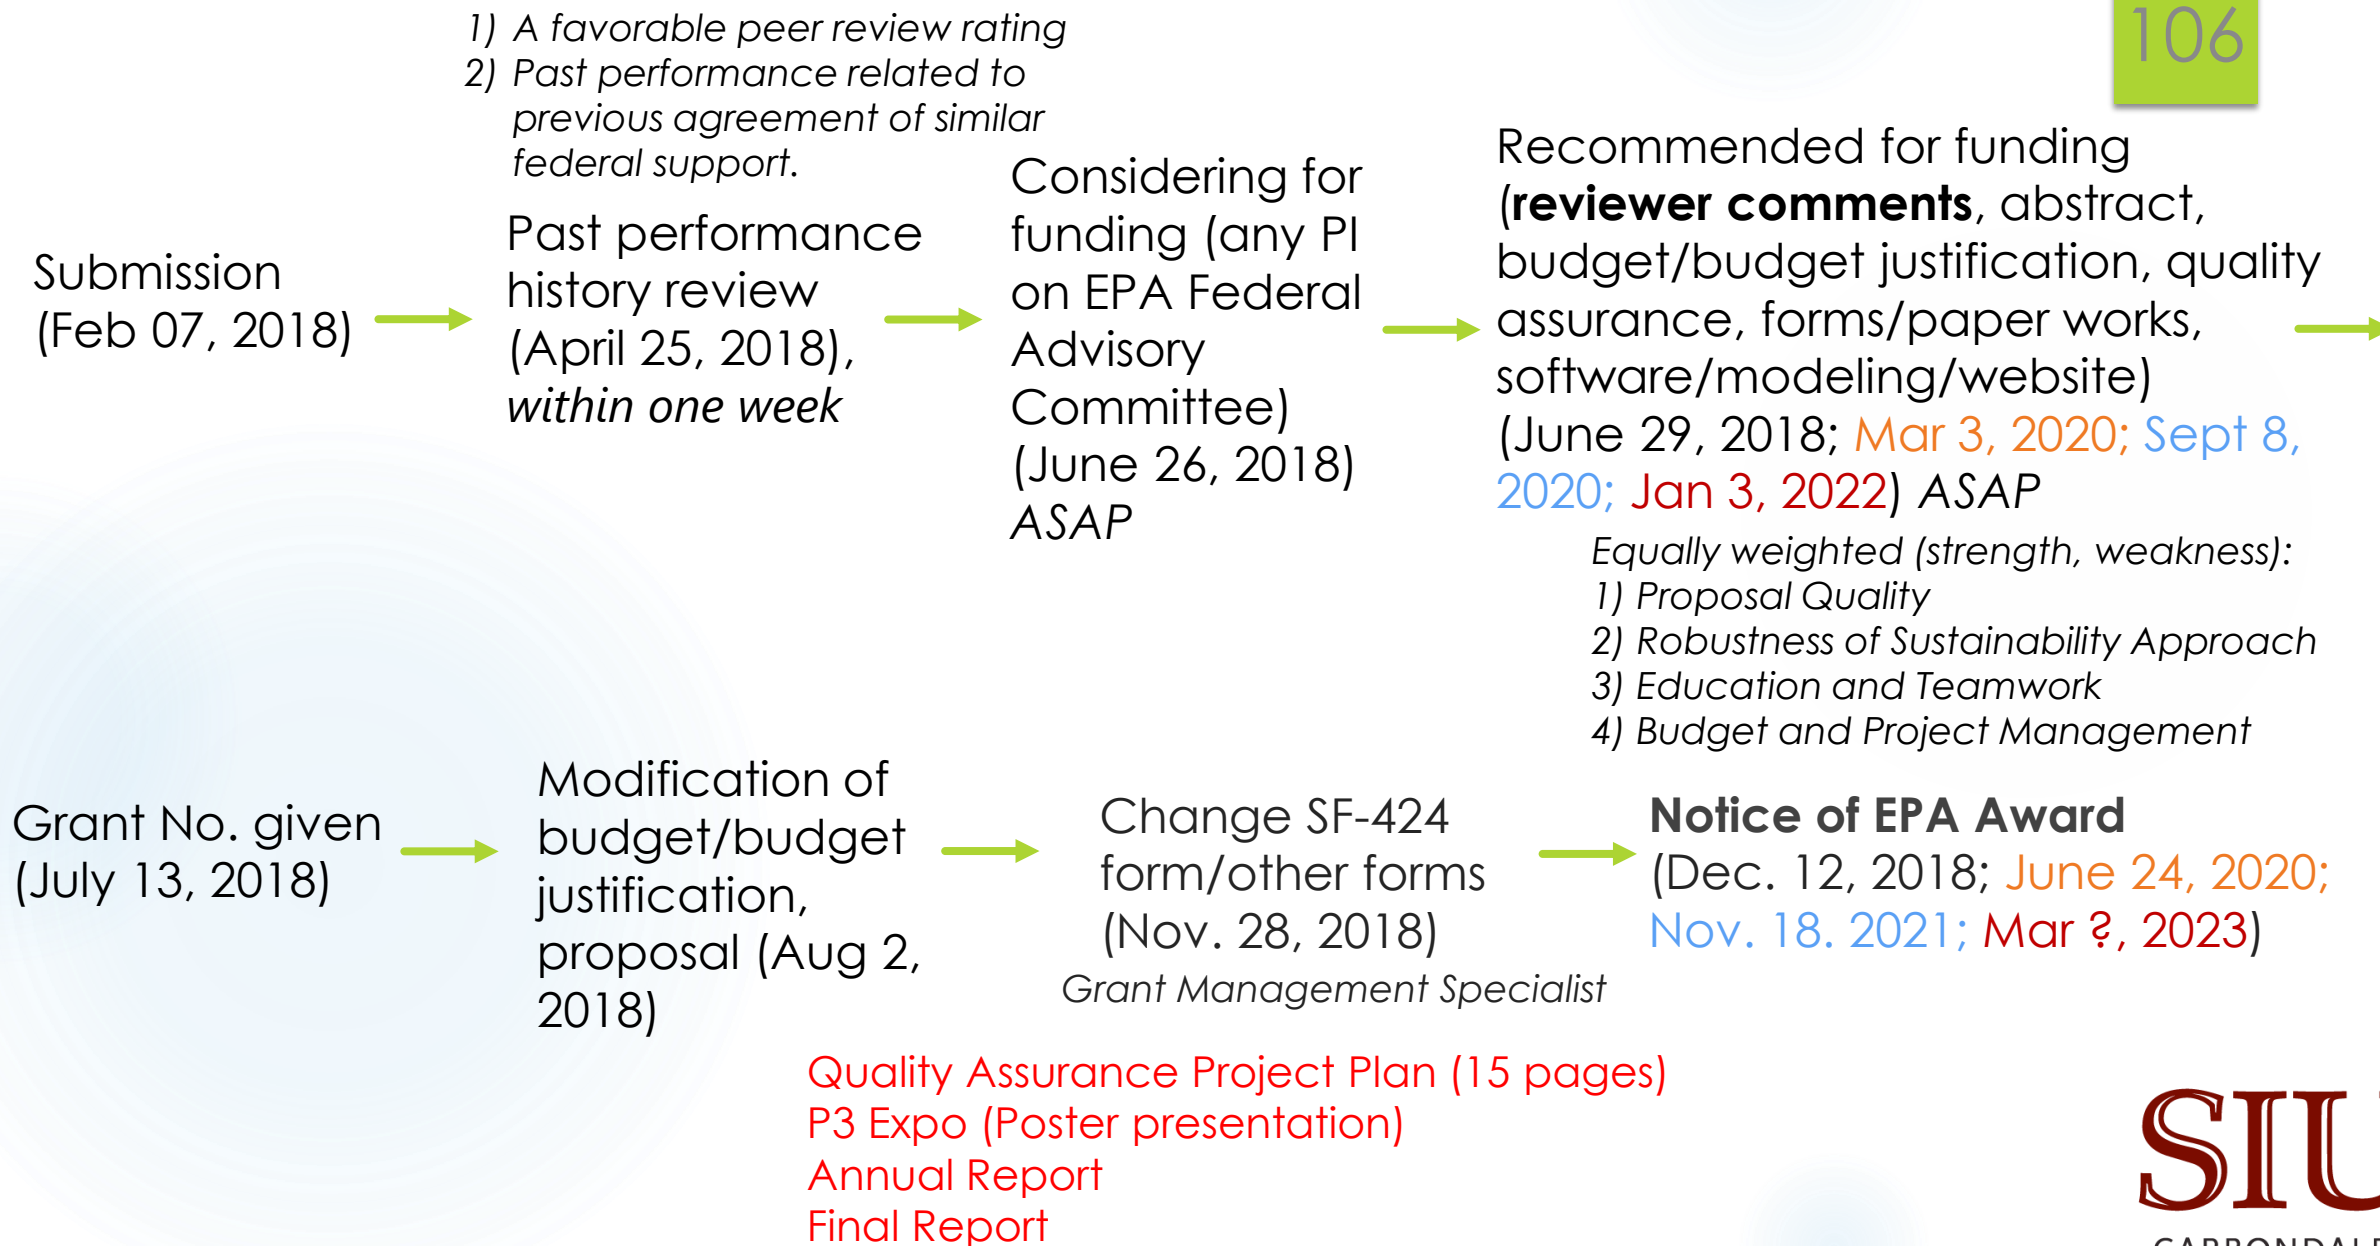 106
1) A favorable peer review rating
2) Past performance related to
previous agreement of similar
federal support.
Submission
(Feb 07, 2018)
Past performance
history review
(April 25, 2018),
within one week
Considering for
funding (any PI
on EPA Federal
Advisory
Committee)
(June 26, 2018)
ASAP
Recommended for funding
(reviewer comments, abstract,
budget/budget justification, quality
assurance, forms/paper works,
software/modeling/website)
(June 29, 2018; Mar 3, 2020; Sept 8,
2020; Jan 3, 2022) ASAP
Equally weighted (strength, weakness):
1) Proposal Quality
2) Robustness of Sustainability Approach
3) Education and Teamwork
4) Budget and Project Management
Grant No. given
(July 13, 2018)
Modification of
budget/budget
justification,
proposal (Aug 2,
2018)
Change SF-424
form/other forms
(Nov. 28, 2018)
Grant Management Specialist
Notice of EPA Award
(Dec. 12, 2018; June 24, 2020;
Nov. 18. 2021; Mar ?, 2023)
Quality Assurance Project Plan (15 pages)
P3 Expo (Poster presentation)
Annual Report
Final Report
SIU